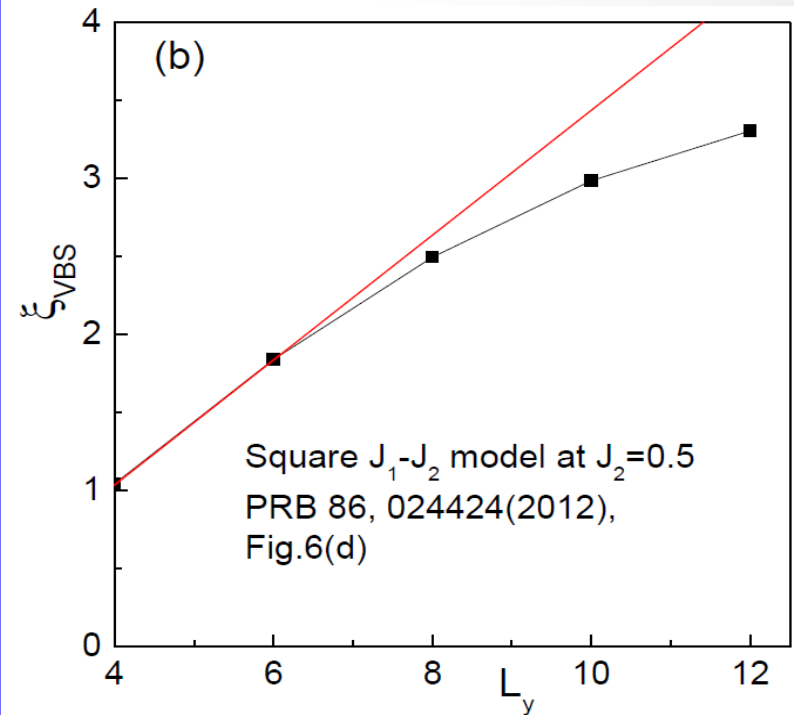 (b)
4
3
2
1
0
ξVBS
Square J1-J2 model at J2=0.5
PRB 86, 024424(2012),
Fig.6(d)
4 6 8 10 12
Ly